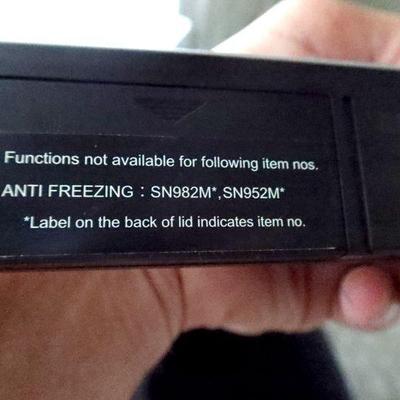 Functions not available for following item nos.
ANTI FREEZING : SN982M*,SN952M*
*Label on the back of lid indicates item no.